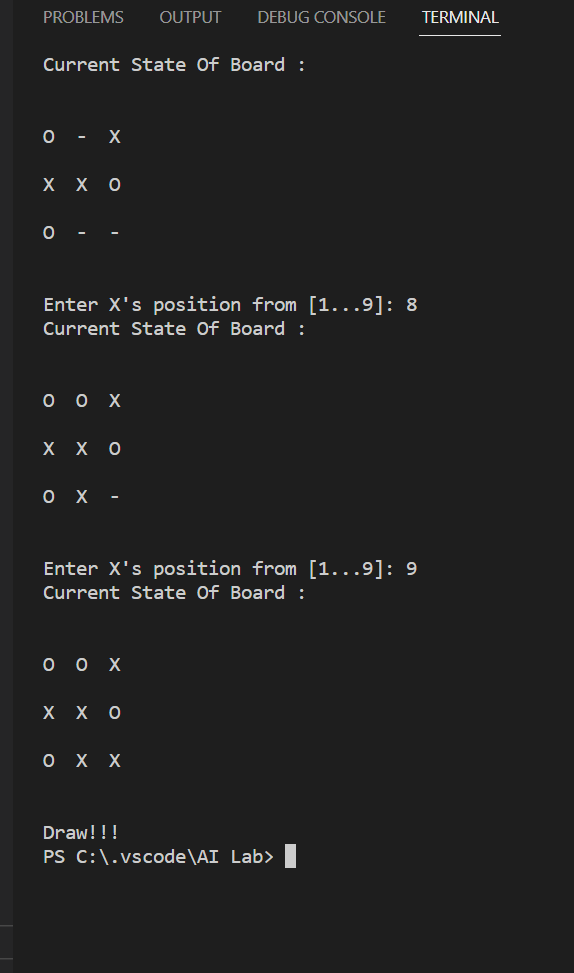 PROBLEMS OUTPUT DEBUG CONSOLE TERMINAL
Current State Of Board :
O - X
X X O
O - -
Enter X's position from [1...9]: 8
Current State Of Board :
O O X
X X O
O X -
Enter X's position from [1...9]: 9
Current State Of Board :
O O X
X X O
O X X
Draw!!!
PS C:\.vscode\AI Lab>